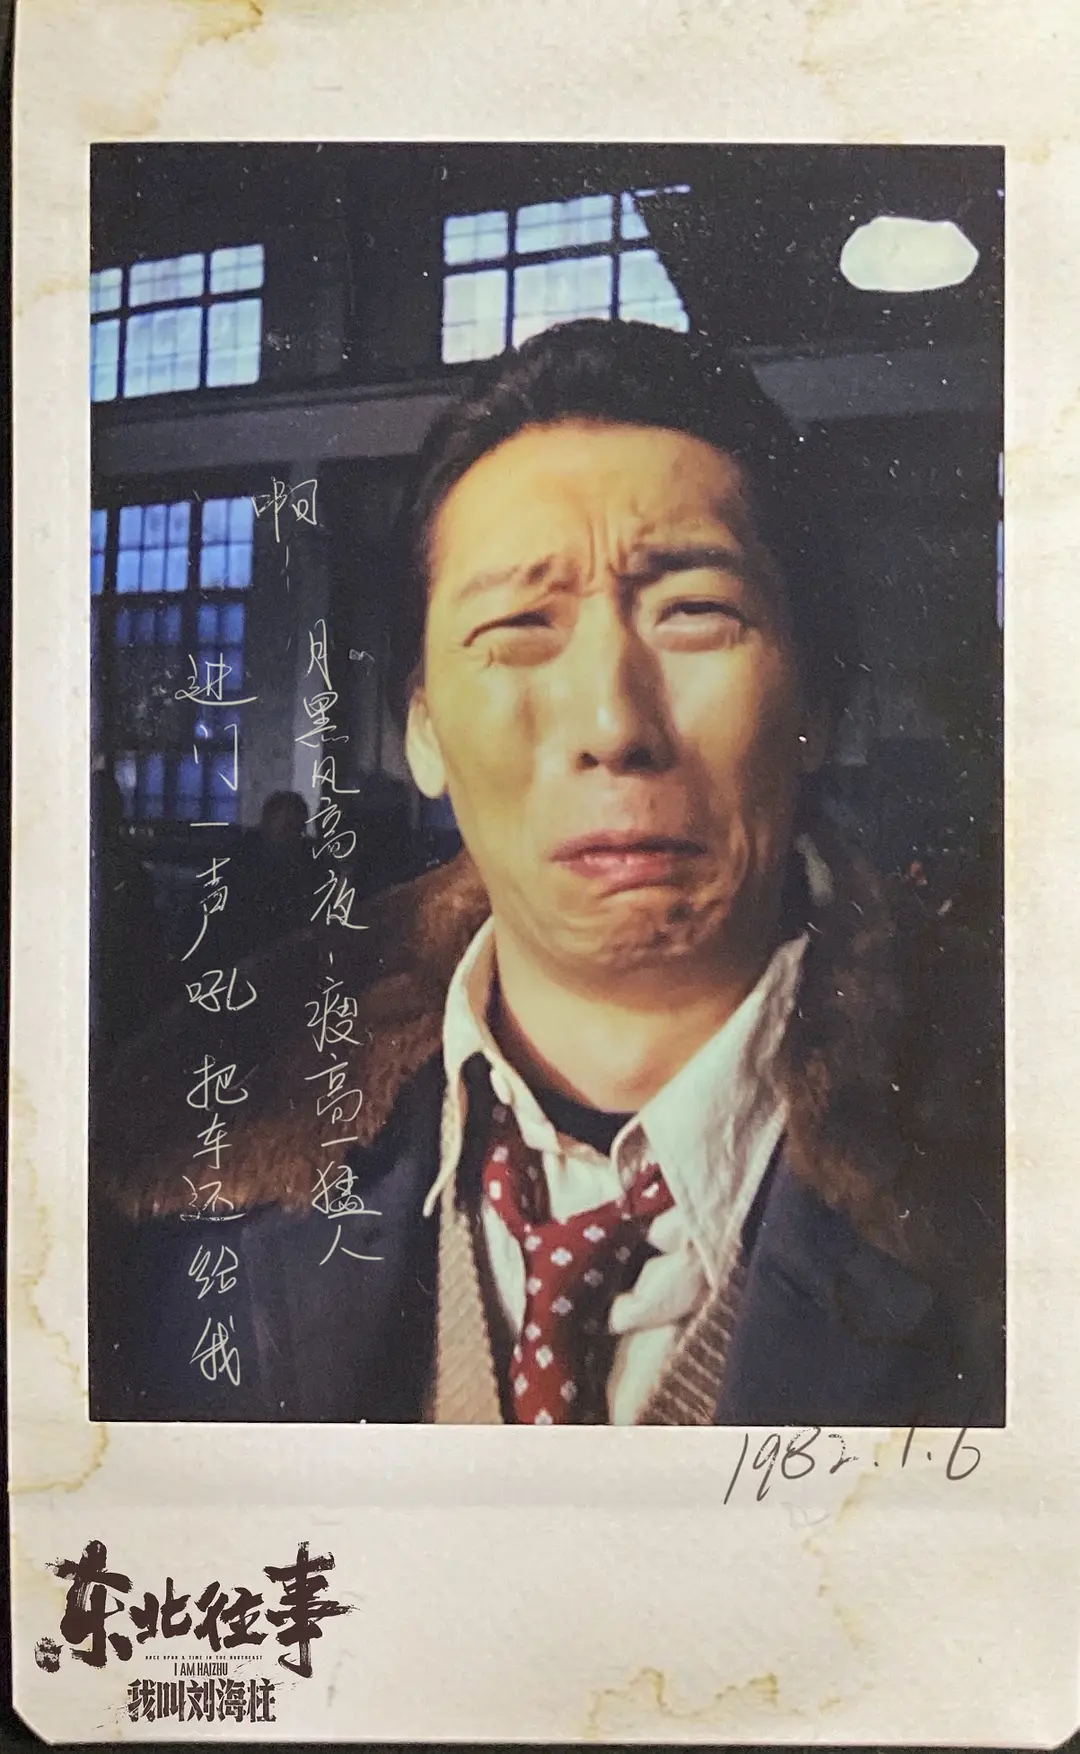 啊，
月黑风高夜，瘦高一猛人
进门一声吼 把车还给我
1982.1.6
东北往事
ONCE UPON A TIME IN THE NORTHEAST
I AM HAIZHU
我叫刘海柱